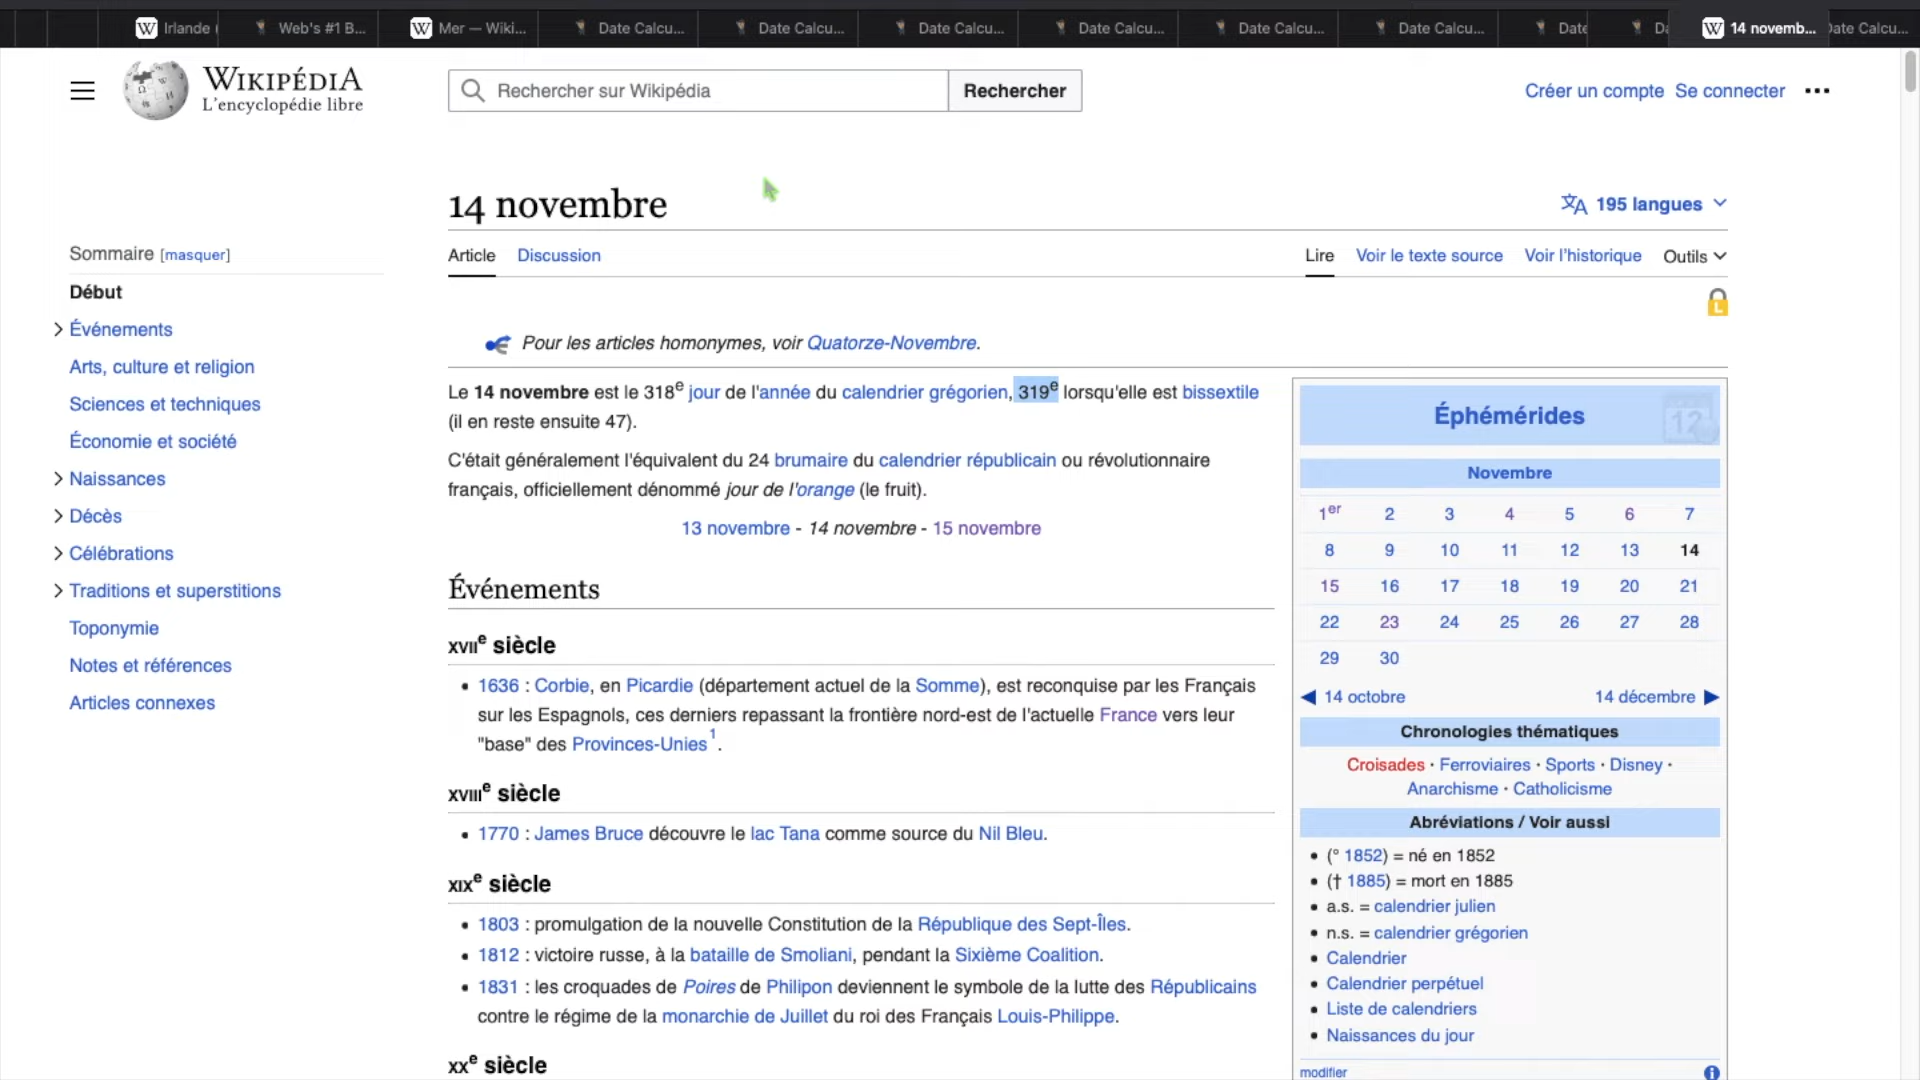 Irlande
Web's #1 B...
Mer — Wiki...
Date Calcu...
Date Calcu...
Date Calcu...
Date Calcu...
Date Calcu...
Date Calcu...
Date
Da
14 novemb...
Date Calcu...
WIKIPÉDIA
L'encyclopédie libre
Rechercher sur Wikipédia
Rechercher
Créer un compte Se connecter
14 novembre
195 langues
Article Discussion
Lire Voir le texte source Voir l'historique Outils
Sommaire [masquer]
Début
Événements
Arts, culture et religion
Sciences et techniques
Économie et société
Naissances
Décès
Célébrations
Traditions et superstitions
Toponymie
Notes et références
Articles connexes
Pour les articles homonymes, voir Quatorze-Novembre.
Le 14 novembre est le 318e jour de l'année du calendrier grégorien, 319e lorsqu'elle est bissextile
(il en reste ensuite 47).
C'était généralement l'équivalent du 24 brumaire du calendrier républicain ou révolutionnaire
français, officiellement dénommé jour de l'orange (le fruit).
13 novembre - 14 novembre - 15 novembre
Événements
XVIIe siècle
• 1636 : Corbie, en Picardie (département actuel de la Somme), est reconquise par les Français
sur les Espagnols, ces derniers repassant la frontière nord-est de l'actuelle France vers leur
"base" des Provinces-Unies 1.
XVIIIe siècle
• 1770 : James Bruce découvre le lac Tana comme source du Nil Bleu.
XIXe siècle
• 1803 : promulgation de la nouvelle Constitution de la République des Sept-Îles.
• 1812 : victoire russe, à la bataille de Smoliani, pendant la Sixième Coalition.
• 1831 : les croquades de Poires de Philipon deviennent le symbole de la lutte des Républicains
contre le régime de la monarchie de Juillet du roi des Français Louis-Philippe.
XXe siècle
L
Éphémérides
12
Novembre
1er 2 3 4 5 6 7
8 9 10 11 12 13 14
15 16 17 18 19 20 21
22 23 24 25 26 27 28
29 30
◀ 14 octobre 14 décembre ▶
Chronologies thématiques
Croisades · Ferroviaires · Sports · Disney ·
Anarchisme · Catholicisme
Abréviations / Voir aussi
• (° 1852) = né en 1852
• († 1885) = mort en 1885
• a.s. = calendrier julien
• n.s. = calendrier grégorien
• Calendrier
• Calendrier perpétuel
• Liste de calendriers
• Naissances du jour
modifier